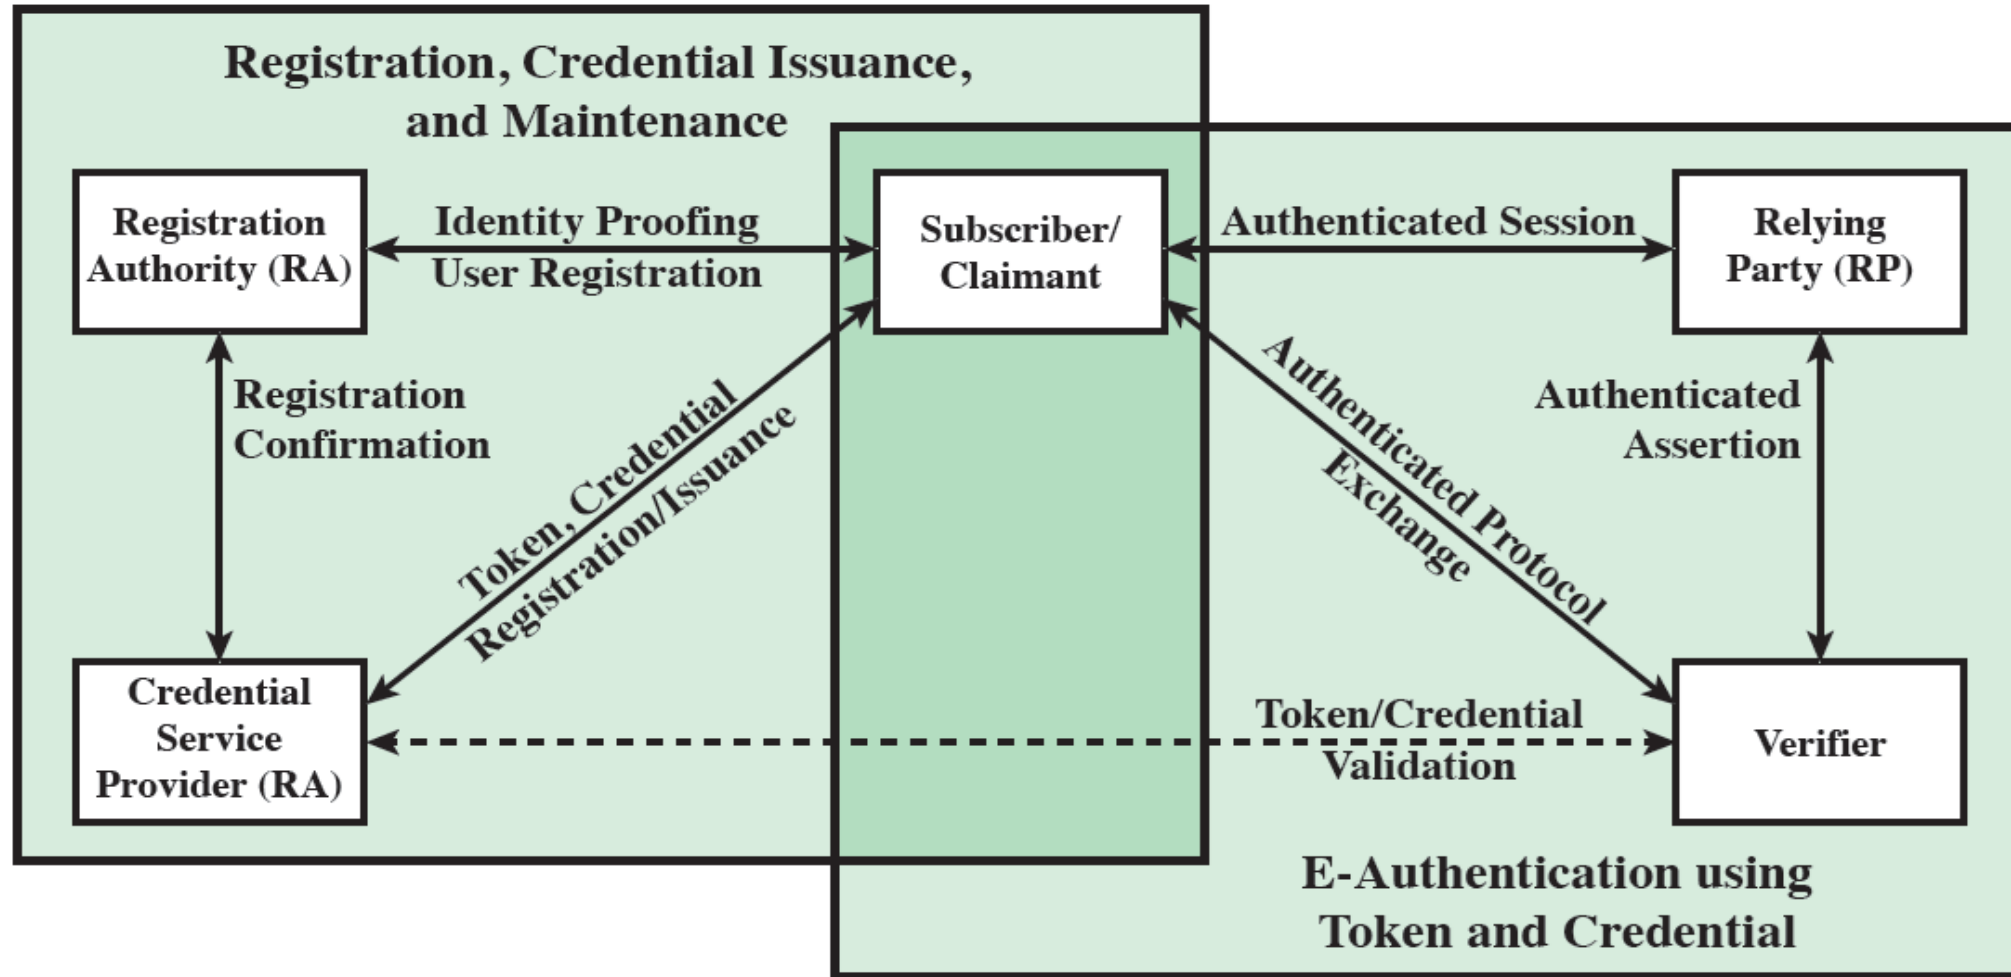 Registration, Credential Issuance,
and Maintenance
Registration
Authority (RA)
Identity Proofing
User Registration
Subscriber/
Claimant
Authenticated Session
Relying
Party (RP)
Registration
Confirmation
Token, Credential
Registration/Issuance
Authenticated Protocol
Exchange
Authenticated
Assertion
Credential
Service
Provider (RA)
Token/Credential
Validation
Verifier
E-Authentication using
Token and Credential